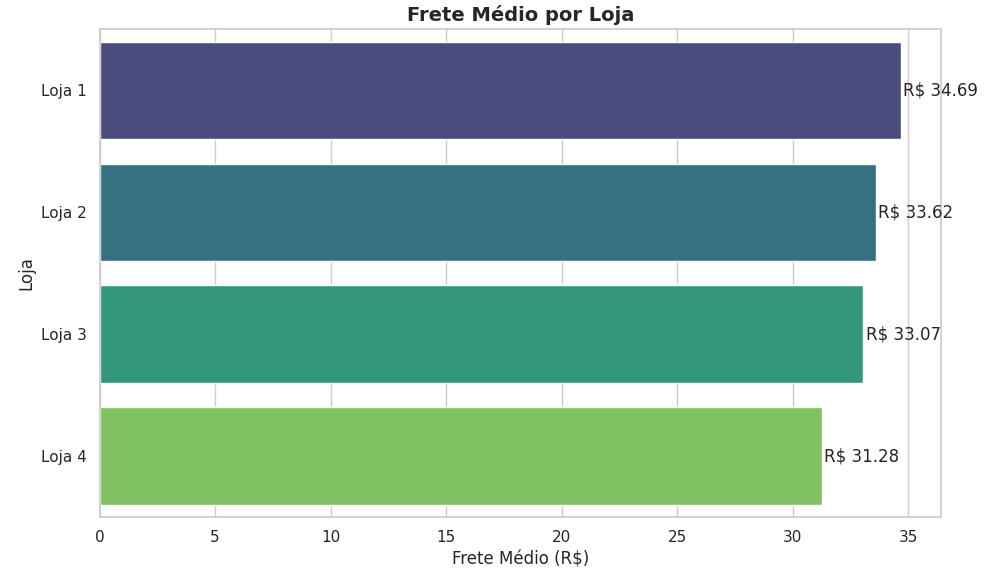 Frete Médio por Loja
Loja 1
R$ 34.69
Loja 2
R$ 33.62
Loja
Loja 3
R$ 33.07
Loja 4
R$ 31.28
0 5 10 15 20 25 30 35
Frete Médio (R$)